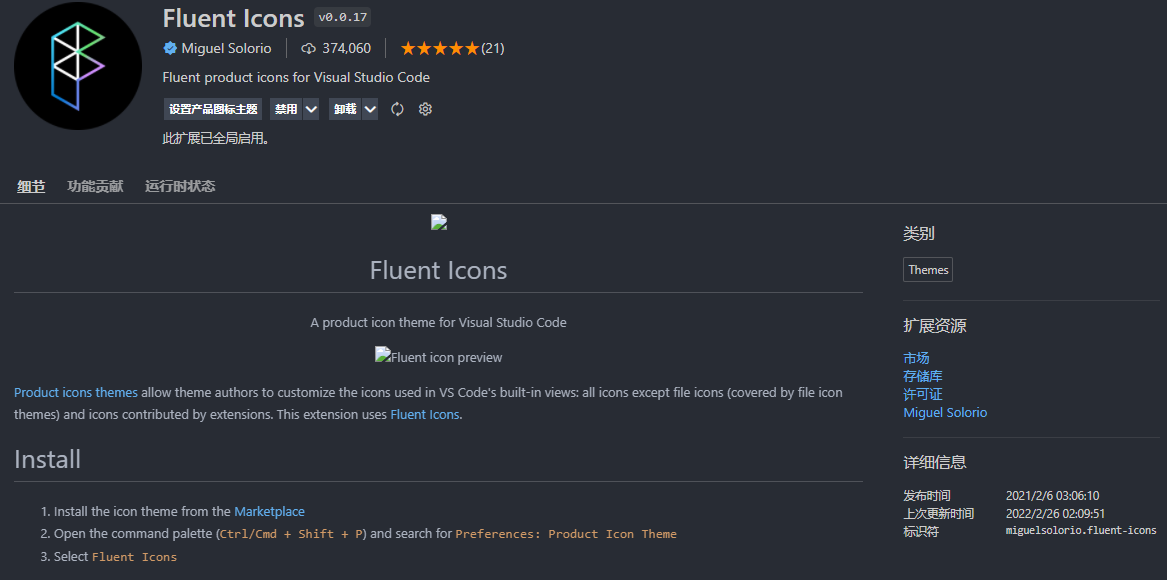 Fluent Icons v0.0.17
Miguel Solorio 374,060 (21)
Fluent product icons for Visual Studio Code
设置产品图标主题 禁用 卸载
此扩展已全局启用。
细节 功能贡献 运行时状态
Fluent Icons
A product icon theme for Visual Studio Code
Fluent icon preview
Product icons themes allow theme authors to customize the icons used in VS Code's built-in views: all icons except file icons (covered by file icon
themes) and icons contributed by extensions. This extension uses Fluent Icons.
Install
1. Install the icon theme from the Marketplace
2. Open the command palette (Ctrl/Cmd + Shift + P) and search for Preferences: Product Icon Theme
3. Select Fluent Icons
类别
Themes
扩展资源
市场
存储库
许可证
Miguel Solorio
详细信息
发布时间 2021/2/6 03:06:10
上次更新时间 2022/2/26 02:09:51
标识符 miguelsolorio.fluent-icons